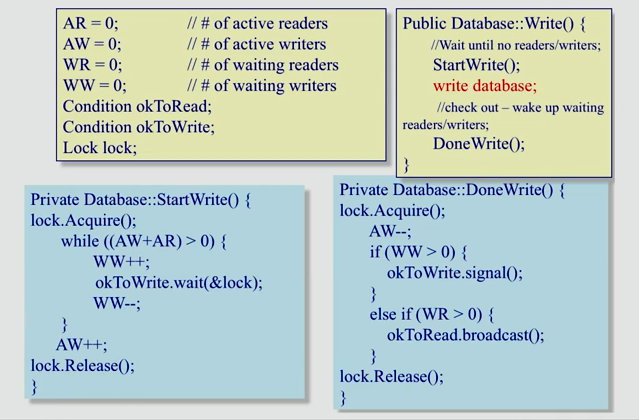 AR = 0; // # of active readers
AW = 0; // # of active writers
WR = 0; // # of waiting readers
WW = 0; // # of waiting writers
Condition okToRead;
Condition okToWrite;
Lock lock;
Public Database::Write() {
//Wait until no readers/writers;
StartWrite();
write database;
//check out – wake up waiting
readers/writers;
DoneWrite();
}
Private Database::StartWrite() {
lock.Acquire();
while ((AW+AR) > 0) {
WW++;
okToWrite.wait(&lock);
WW--;
}
AW++;
lock.Release();
}
Private Database::DoneWrite() {
lock.Acquire();
AW--;
if (WW > 0) {
okToWrite.signal();
}
else if (WR > 0) {
okToRead.broadcast();
}
lock.Release();
}